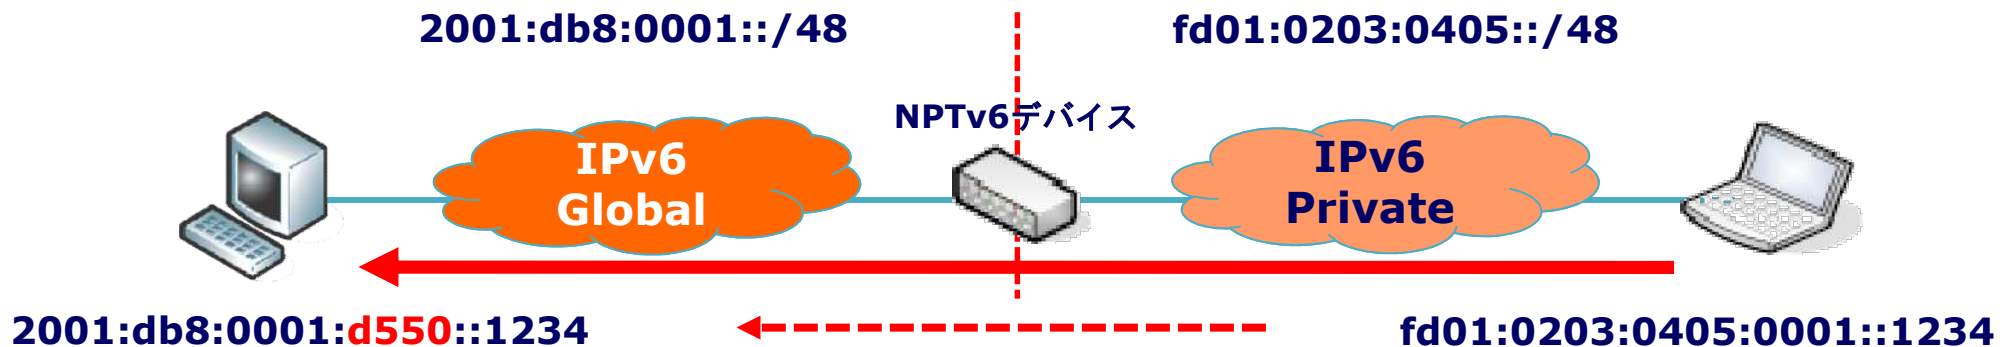 2001:db8:0001::/48
fd01:0203:0405::/48
NPTv6デバイス
IPv6
Global
IPv6
Private
2001:db8:0001:d550::1234
fd01:0203:0405:0001::1234